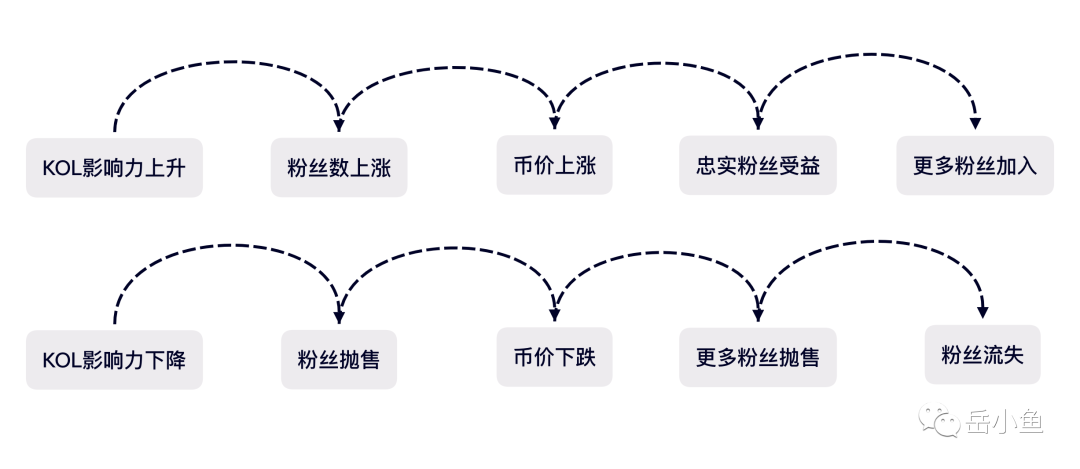 KOL影响力上升
粉丝数上涨
币价上涨
忠实粉丝受益
更多粉丝加入
KOL影响力下降
粉丝抛售
币价下跌
更多粉丝抛售
粉丝流失
岳小鱼